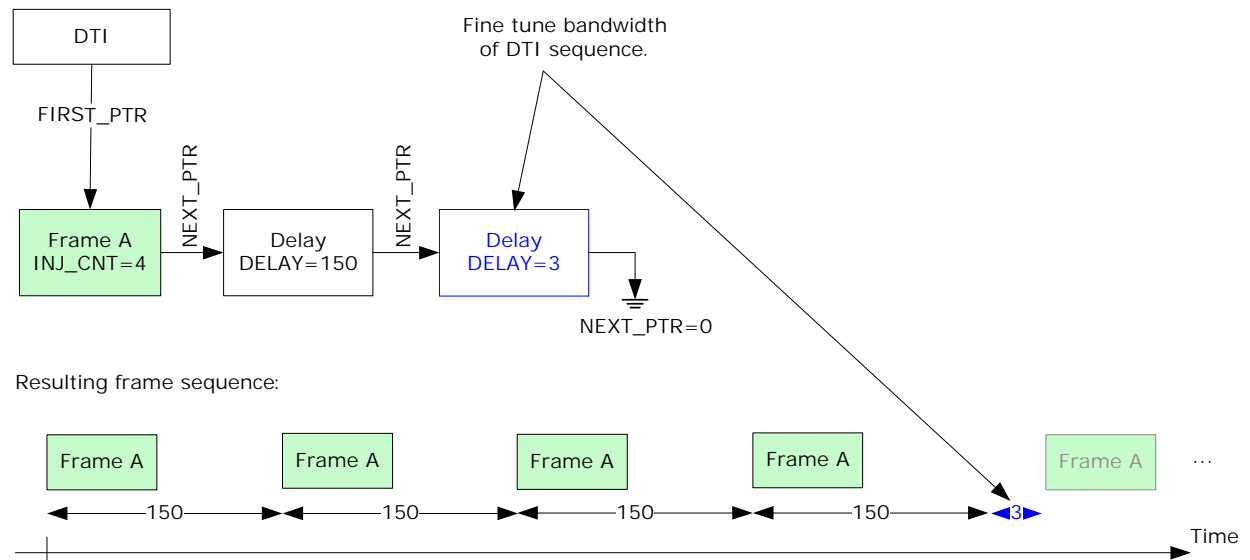 DTI
Fine tune bandwidth
of DTI sequence.
FIRST_PTR
NEXT_PTR
NEXT_PTR
Frame A
INJ_CNT=4
Delay
DELAY=150
Delay
DELAY=3
NEXT_PTR=0
Resulting frame sequence:
Frame A
Frame A
Frame A
Frame A
Frame A
...
150
150
150
150
3
Time